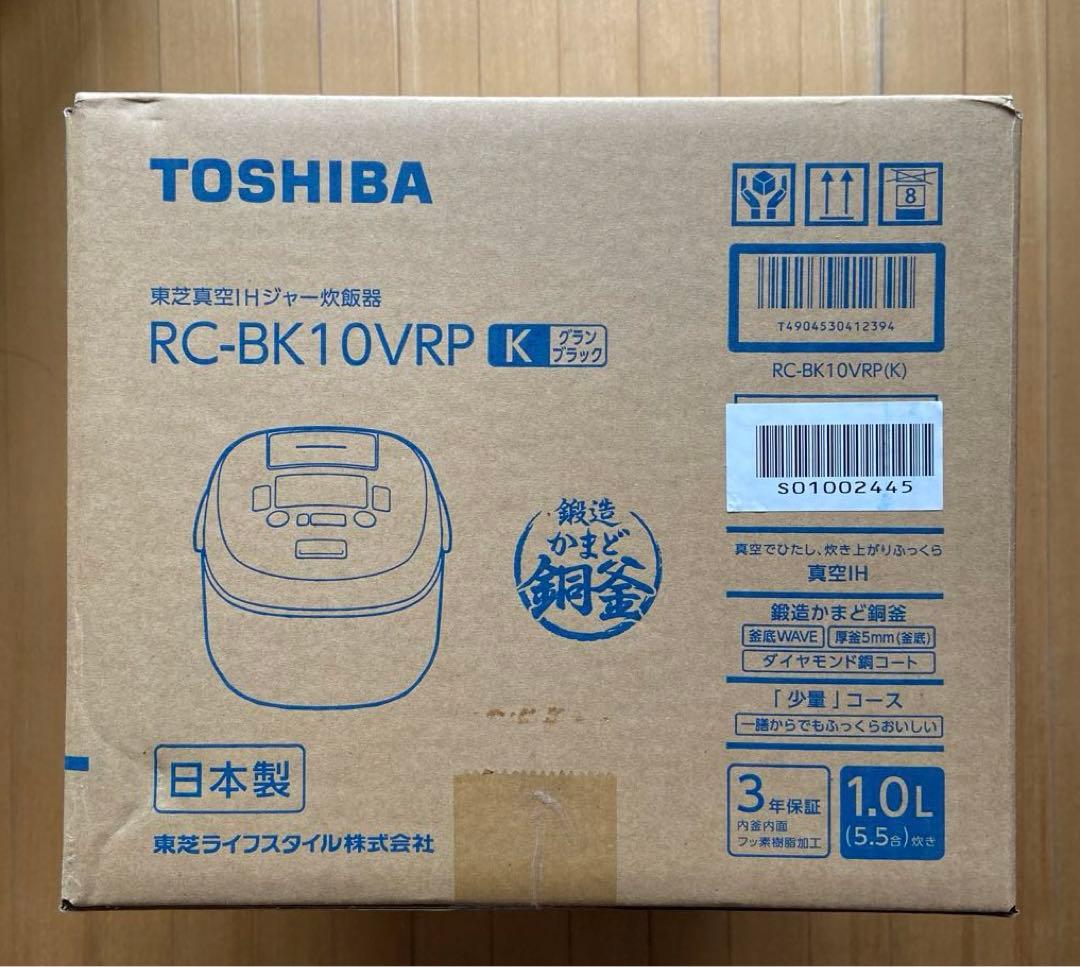 TOSHIBA
東芝真空IHジャー炊飯器
RC-BK10VRP K グラン
ブラック
鍛造
かまど
銅釜
日本製
東芝ライフスタイル株式会社
8
T4904530412394
RC-BK10VRP(K)
S01002445
真空でひたし、炊き上がりふっくら
真空IH
鍛造かまど銅釜
釜底WAVE 厚釜5mm(釜底)
ダイヤモンド銅コート
「少量」コース
一膳からでもふっくらおいしい
3年保証
内釜内面
フッ素樹脂加工
1.0L
(5.5合)炊き